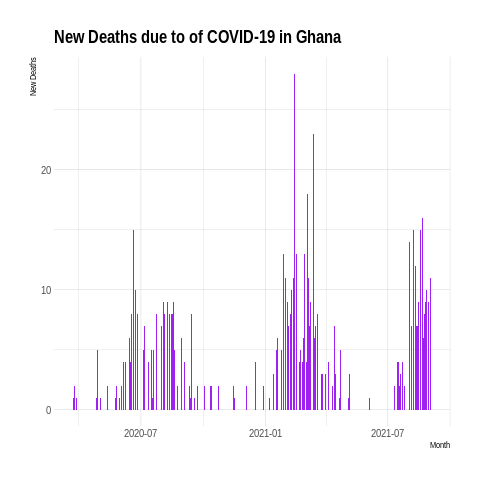 New Deaths due to of COVID-19 in Ghana
New Deaths
20
10
0
2020-07
2021-01
2021-07
Month